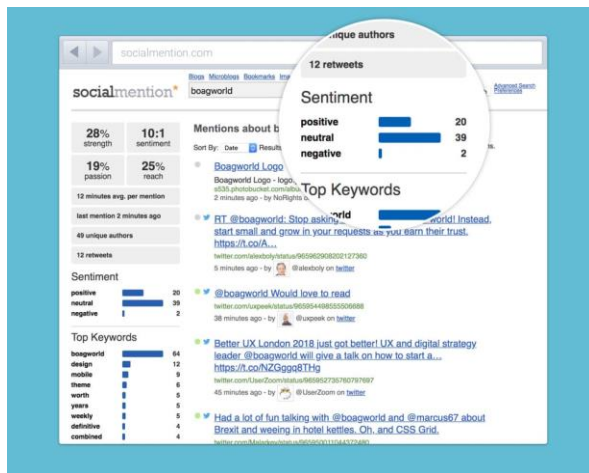 socialmention.com
Blogs Microblogs Bookmarks
Advanced Search
Preferences
socialmention*
boagworld
28%
strength
10:1
sentiment
19%
passion
25%
reach
12 minutes avg. per mention
last mention 2 minutes ago
49 unique authors
12 retweets
Sentiment
positive 20
neutral 39
negative 2
Top Keywords
boagworld 64
design 12
mobile 9
theme 6
worth 5
years 5
weekly 5
definitive 4
combined 4
unique authors
12 retweets
Sentiment
positive 20
neutral 39
negative 2
Top Keywords
Mentions about
Sort By: Date Results
Boagworld Logo
Boagworld Logo - logo
2 minutes ago - by NoRights
RT @boagworld: Stop asking world! Instead,
start small and grow in your requests as you earn their trust.
https://t.co/A...
twitter.com/alexboly/status/965962908202127360
5 minutes ago - by @alexboly on twitter
@boagworld Would love to read
twitter.com/uxpeek/status/965954498555506688
38 minutes ago - by @uxpeek on twitter
Better UX London 2018 just got better! UX and digital strategy
leader @boagworld will give a talk on how to start a...
https://t.co/NZGggq8THg
twitter.com/UserZoom/status/965952735760797697
45 minutes ago - by @UserZoom on twitter
Had a lot of fun talking with @boagworld and @marcus67 about
Brexit and weeing in hotel kettles. Oh, and CSS Grid.